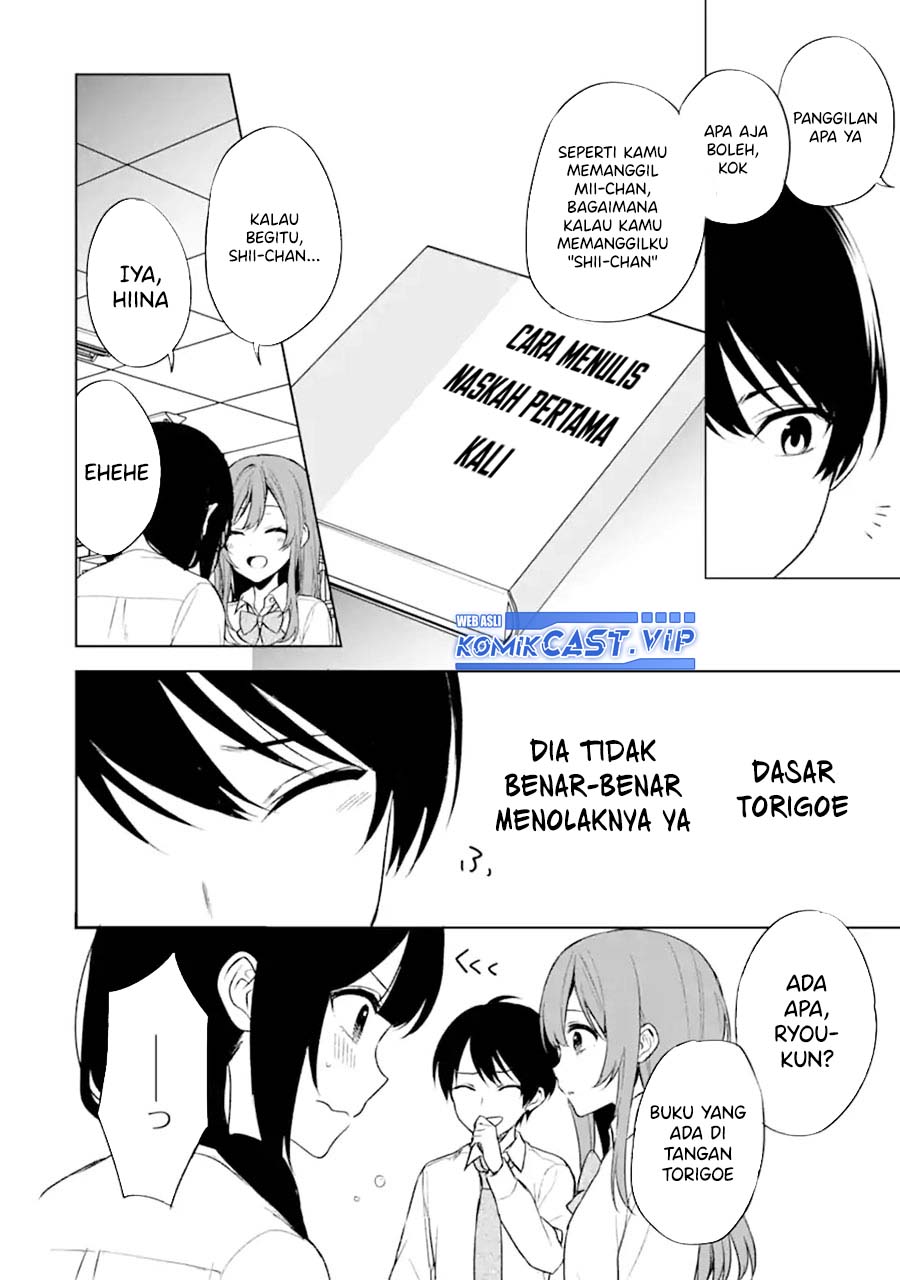 PANGGILAN
APA YA
APA AJA
BOLEH,
KOK
SEPERTI KAMU
MEMANGGIL
MII-CHAN,
BAGAIMANA
KALAU KAMU
MEMANGGILKU
"SHII-CHAN"
CARA MENULIS
NASKAH PERTAMA
KALI
KALAU
BEGITU,
SHII-CHAN...
IYA,
HIINA
EHEHE
WEB ASLI
KOMIKCAST.VIP
DASAR
TORIGOE
DIA TIDAK
BENAR-BENAR
MENOLAKNYA YA
ふ,
ADA
APA,
RYOU-
KUN?
BUKU YANG
ADA DI
TANGAN
TORIGOE
くくく
ーっ